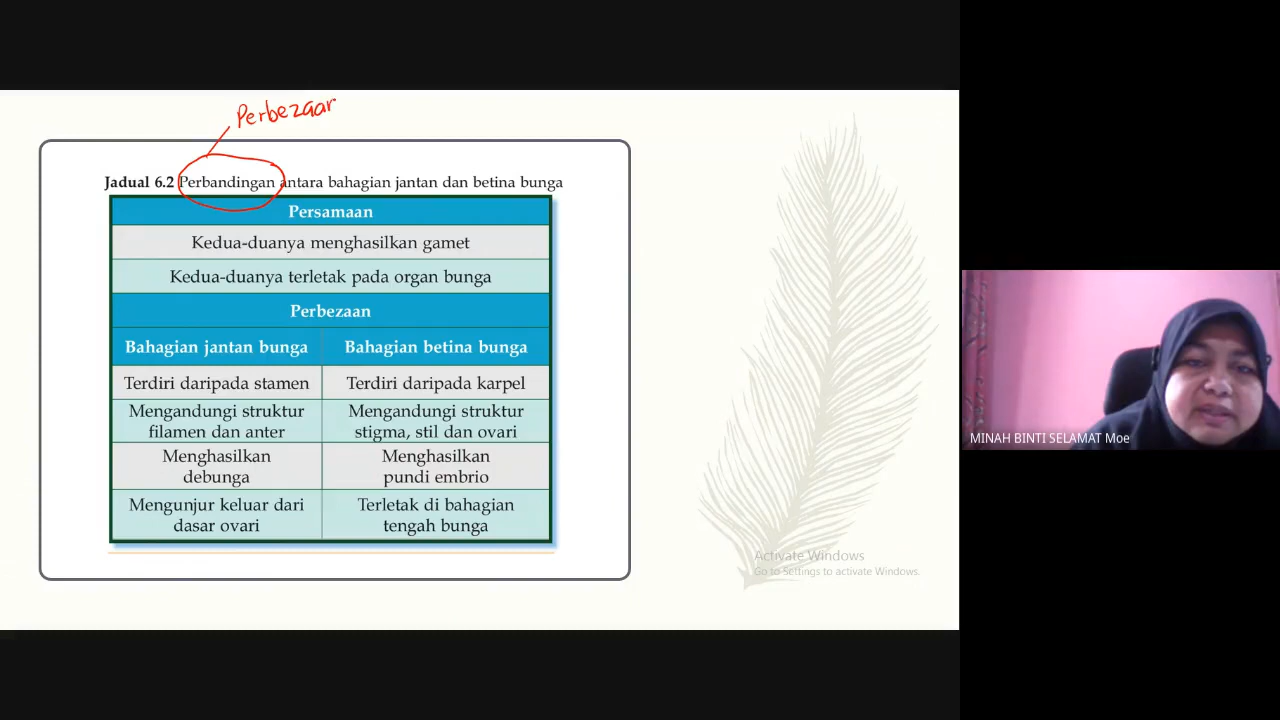 Perbezaar
Jadual 6.2 Perbandingan antara bahagian jantan dan betina bunga
Persamaan
Kedua-duanya menghasilkan gamet
Kedua-duanya terletak pada organ bunga
Perbezaan
Bahagian jantan bunga Bahagian betina bunga
Terdiri daripada stamen Terdiri daripada karpel
Mengandungi struktur filamen dan anter
Mengandungi struktur stigma, stil dan ovari
Menghasilkan debunga
Menghasilkan pundi embrio
Mengunjur keluar dari dasar ovari
Terletak di bahagian tengah bunga
Activate Windows
Go to Settings to activate Windows.
MINAH BINTI SELAMAT Moe